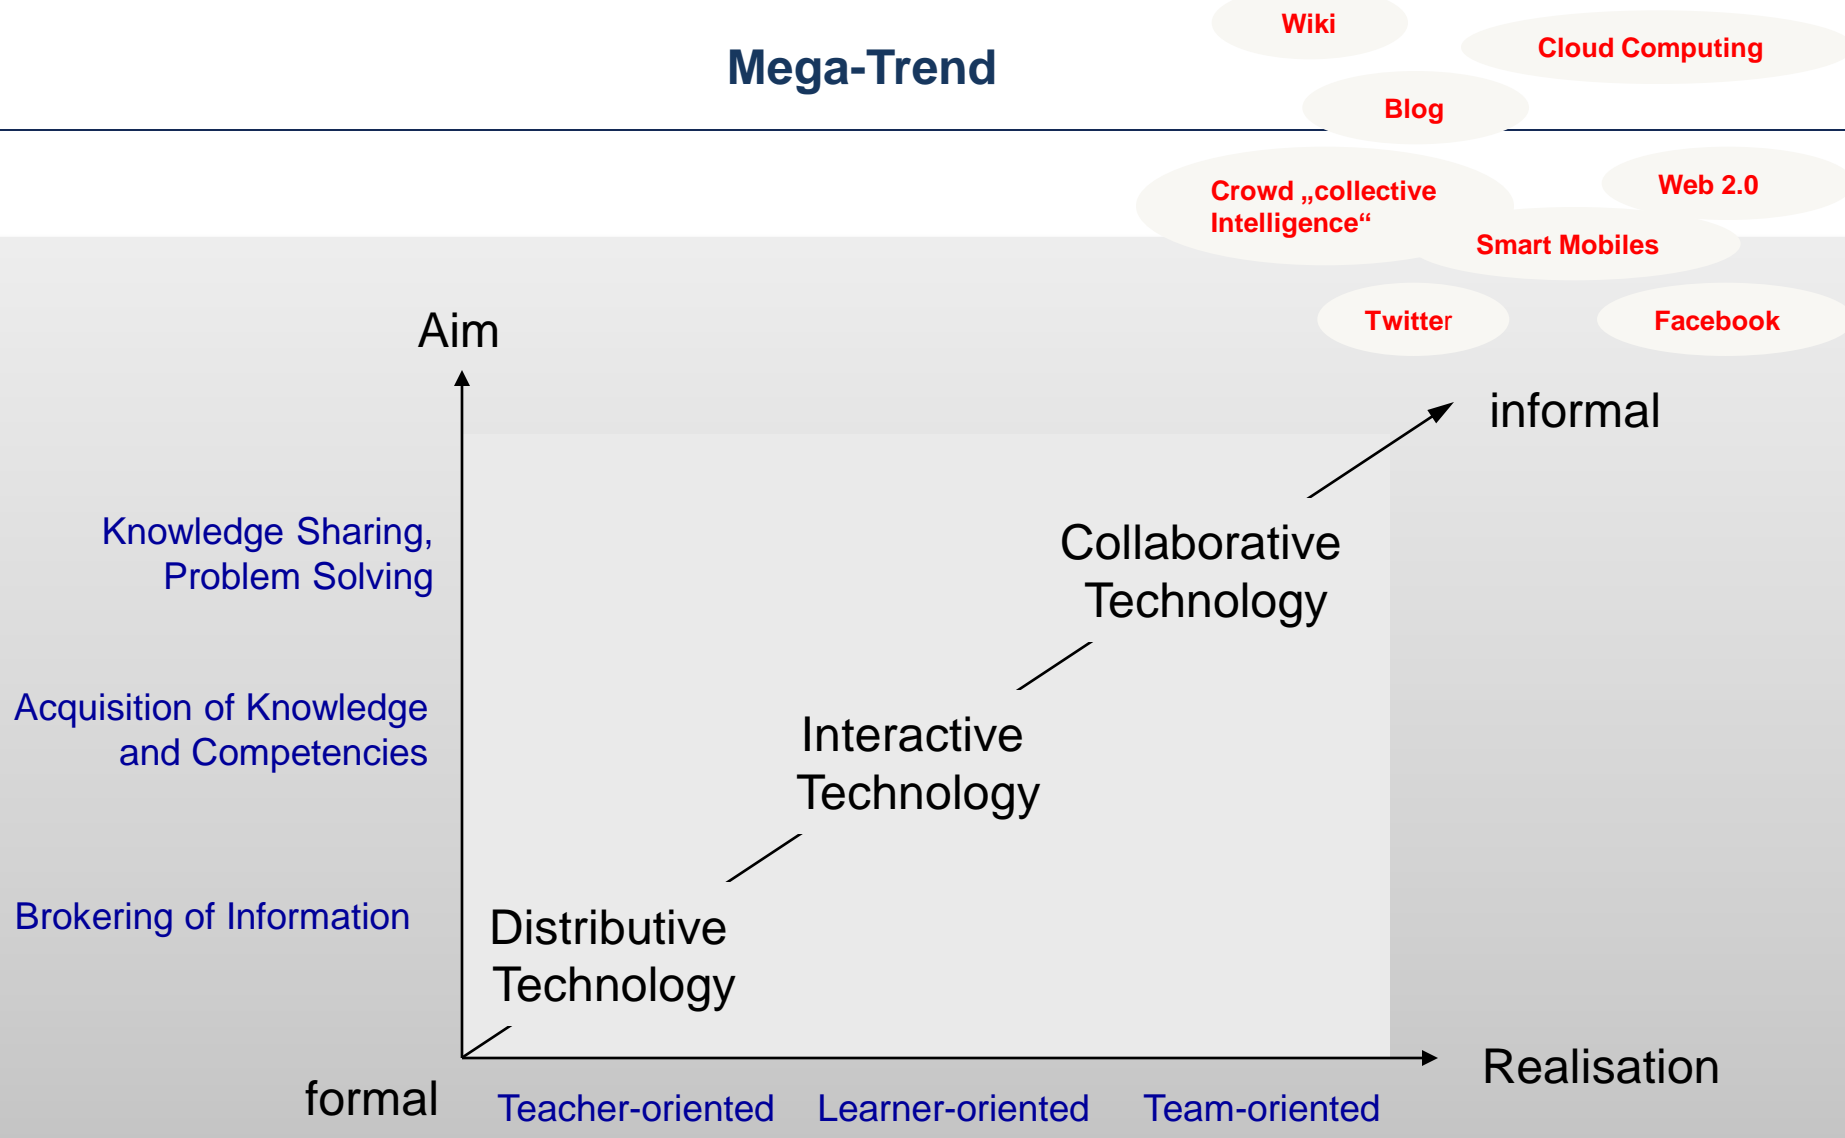 Wiki
Mega-Trend
Cloud Computing
Blog
Crowd „collective
Intelligence“
Web 2.0
Smart Mobiles
Twitter
Facebook
Aim
informal
Knowledge Sharing,
Problem Solving
Collaborative
Technology
Acquisition of Knowledge
and Competencies
Interactive
Technology
Brokering of Information
Distributive
Technology
Realisation
formal
Teacher-oriented
Learner-oriented
Team-oriented